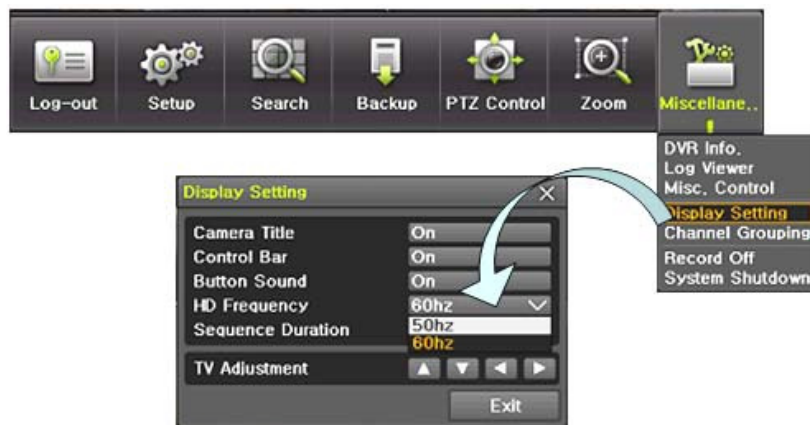 Log-out Setup Search Backup PTZ Control Zoom Miscellane..
DVR Info.
Log Viewer
Misc. Control
Display Setting
Channel Grouping
Record Off
System Shutdown
Display Setting
Camera Title On
Control Bar On
Button Sound On
HD Frequency 60hz
50hz
Sequence Duration
60hz
TV Adjustment
Exit